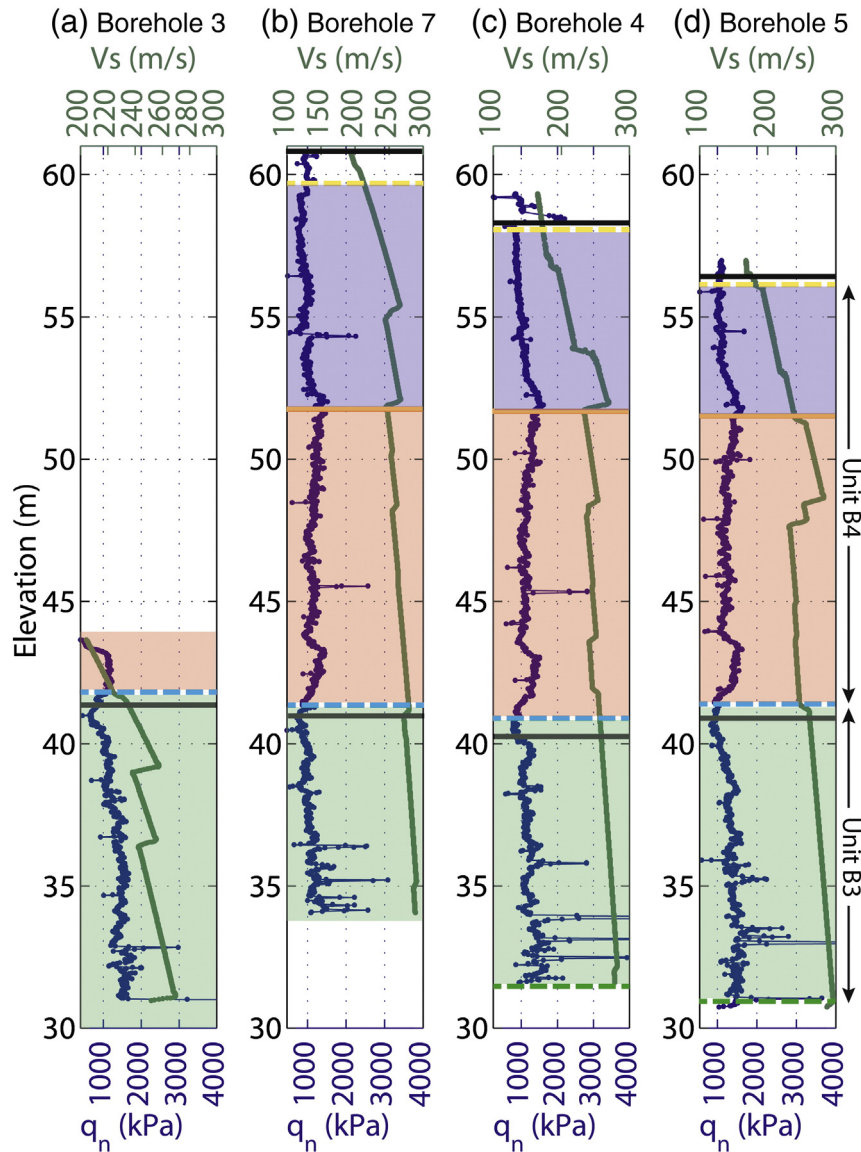 (a) Borehole 3 (b) Borehole 7 (c) Borehole 4 (d) Borehole 5
Vs (m/s) Vs (m/s) Vs (m/s) Vs (m/s)
200 220 240 260 280 300 100 150 200 250 300 100 200 300 100 200 300
60
55
50
45
40
35
30
Elevation (m)
Unit B4
Unit B3
1000 2000 3000 4000 1000 2000 3000 4000 1000 2000 3000 4000 1000 2000 3000 4000
qn (kPa) qn (kPa) qn (kPa) qn (kPa)